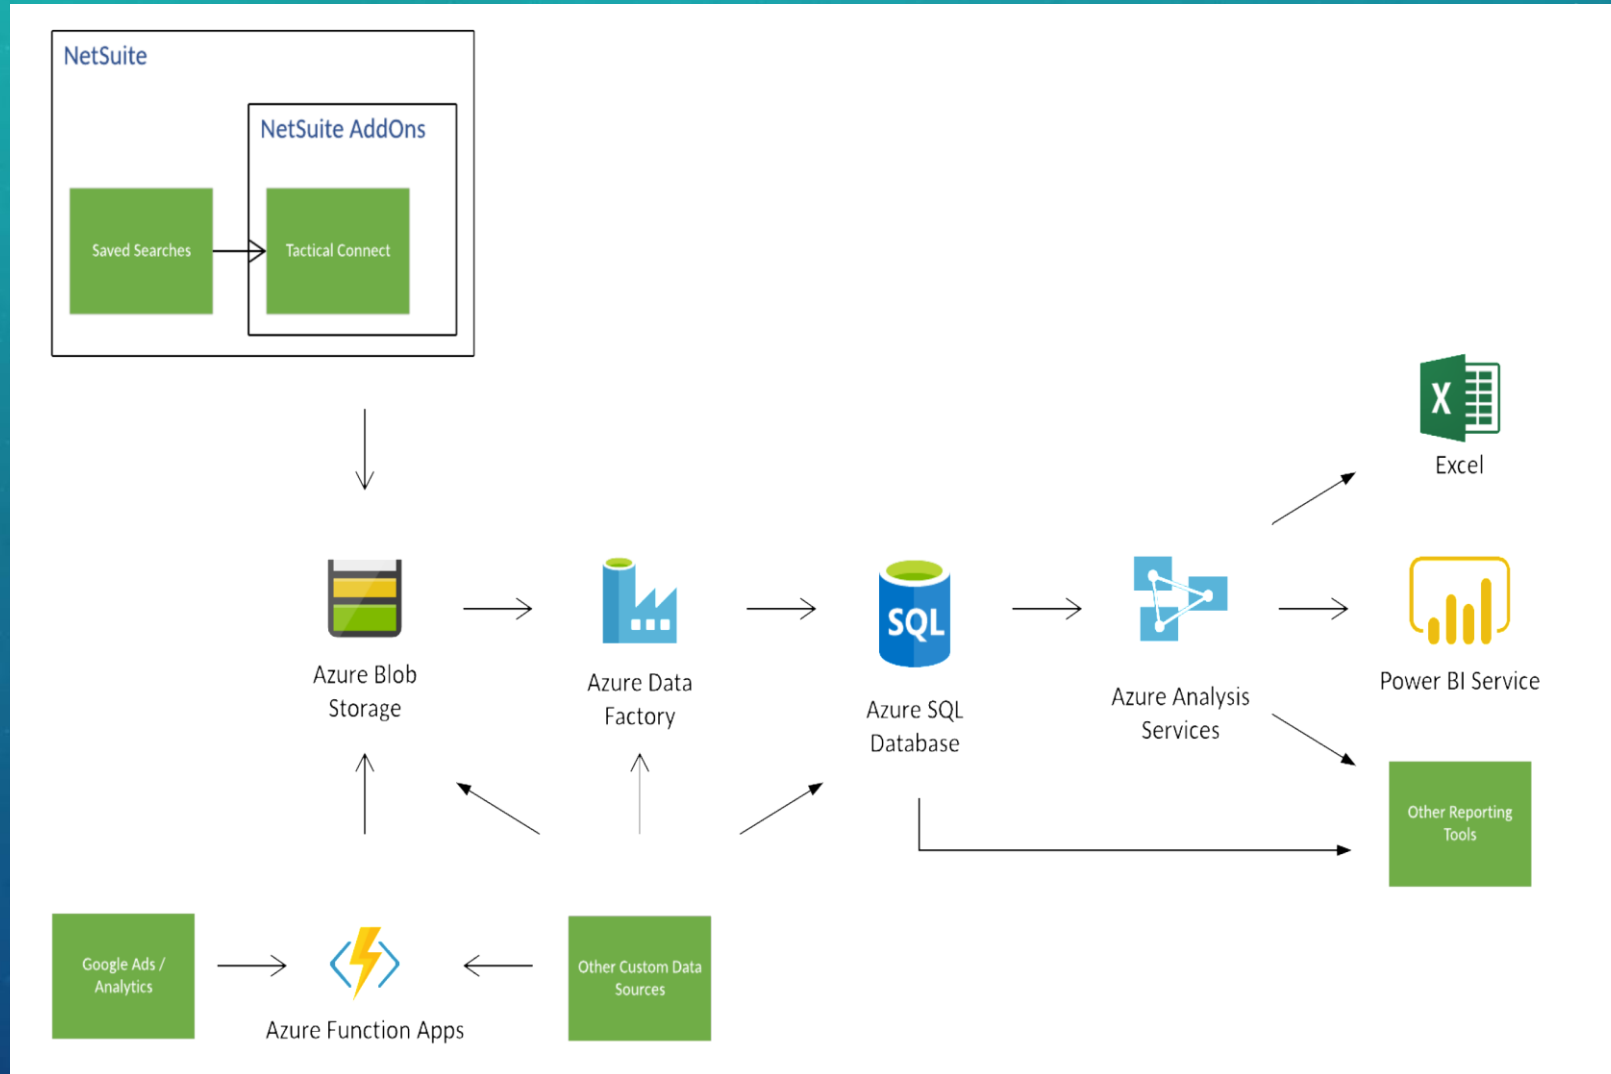 NetSuite
NetSuite AddOns
Saved Searches
Tactical Connect
X
Excel
Azure Blob
Storage
Azure Data
Factory
SQL
Azure SQL
Database
Azure Analysis
Services
Power BI Service
Other Reporting
Tools
Google Ads /
Analytics
Azure Function Apps
Other Custom Data
Sources